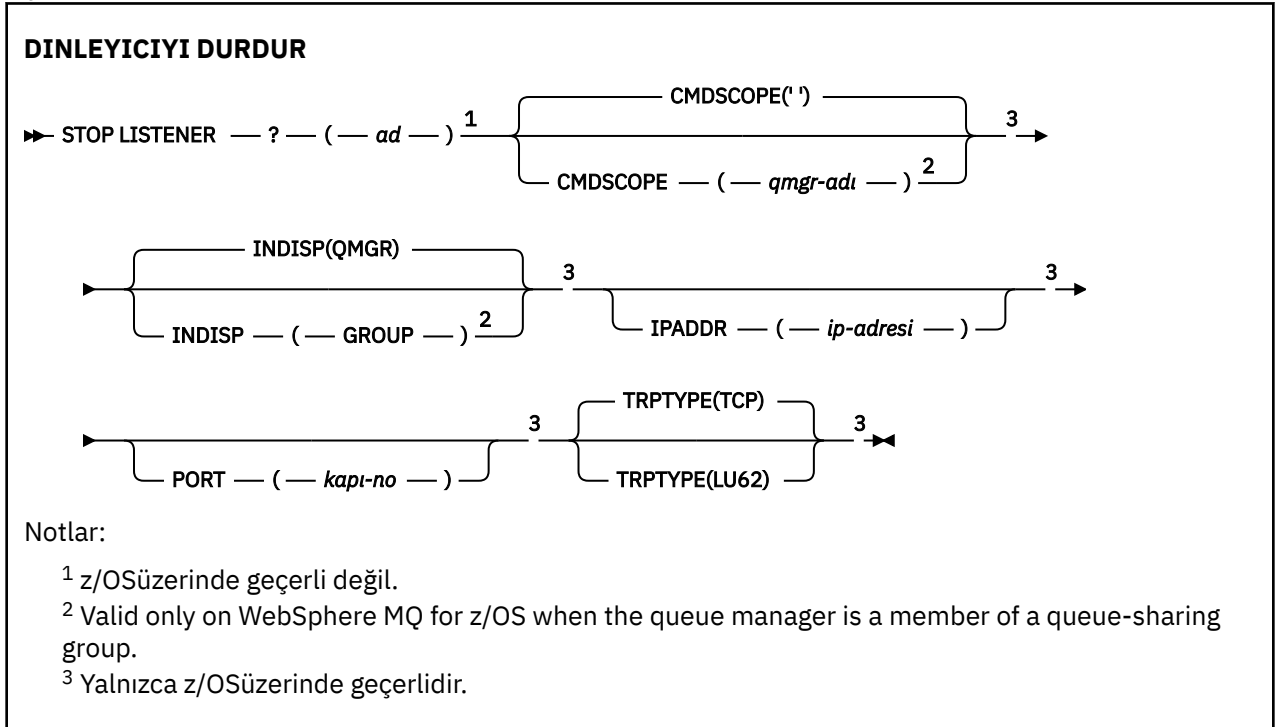 DINLEYICIYI DURDUR
CMDSCOPE(' ')
STOP LISTENER ? ( ad ) 1 3
CMDSCOPE ( qmgr-adı ) 2
INDISP(QMGR)
3 3
INDISP ( GROUP ) 2 IPADDR ( ip-adresi )
TRPTYPE(TCP)
3 3
PORT ( kapı-no ) TRPTYPE(LU62)
Notlar:
1 z/OSüzerinde geçerli değil.
2 Valid only on WebSphere MQ for z/OS when the queue manager is a member of a queue-sharing
group.
3 Yalnızca z/OSüzerinde geçerlidir.